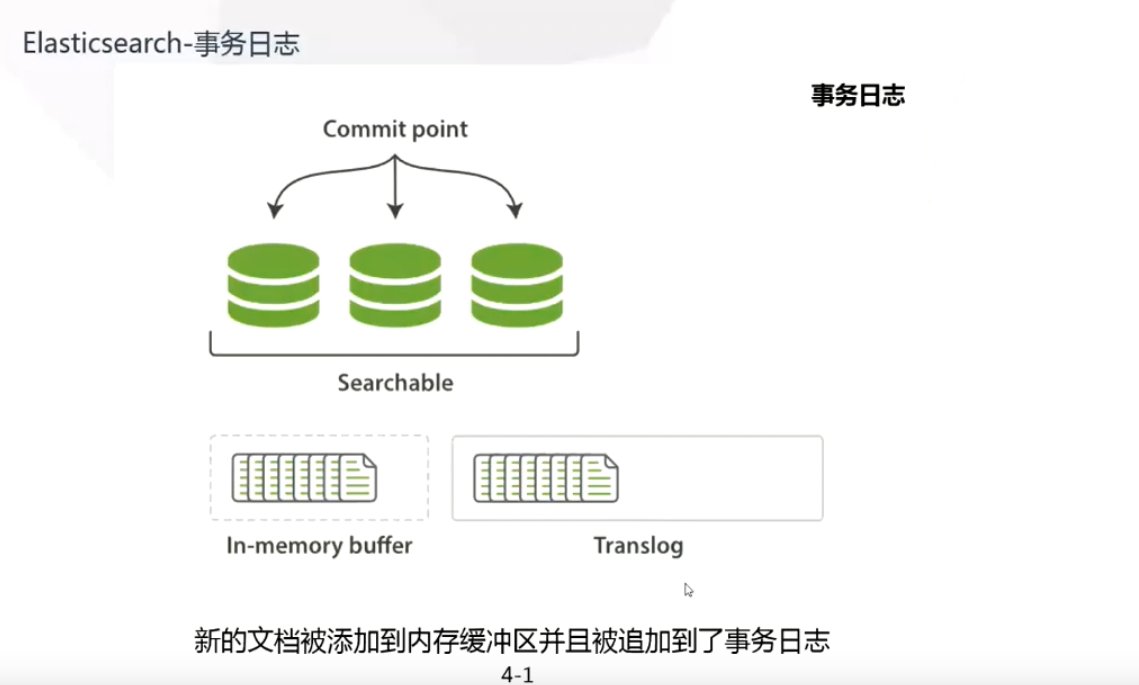 Elasticsearch-事务日志
事务日志
Commit point
Searchable
In-memory buffer
Translog
新的文档被添加到内存缓冲区并且被追加到了事务日志
4-1